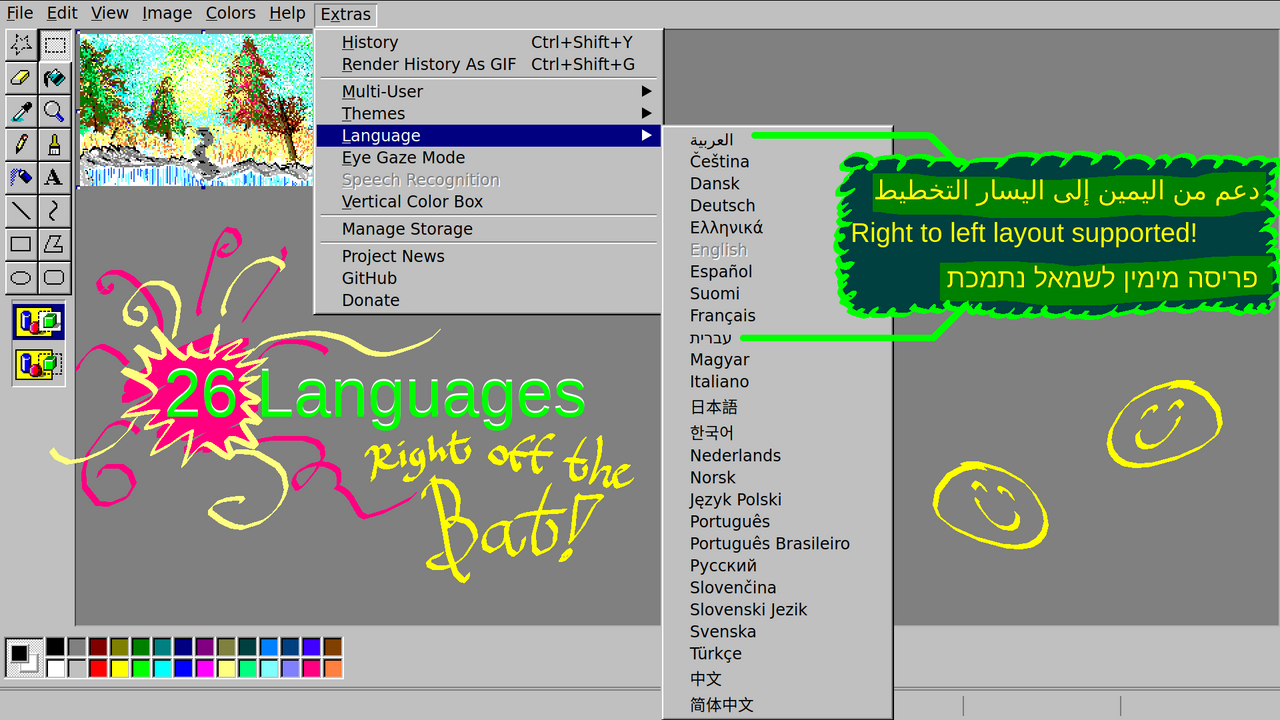 File Edit View Image Colors Help Extras
History Ctrl+Shift+Y
Render History As GIF Ctrl+Shift+G
Multi-User
Themes
Language
Eye Gaze Mode
Speech Recognition
Vertical Color Box
Manage Storage
Project News
GitHub
Donate
العربية
Čeština
Dansk
Deutsch
Ελληνικά
English
Español
Suomi
Français
עברית
Magyar
Italiano
日本語
한국어
Nederlands
Norsk
Język Polski
Português
Português Brasileiro
Русский
Slovenčina
Slovenski Jezik
Svenska
Türkçe
中文
简体中文
دعم من اليمين إلى اليسار التخطيط
Right to left layout supported!
פריסה מימין לשמאל נתמכת
26 Languages
Right off the
Bat!
A